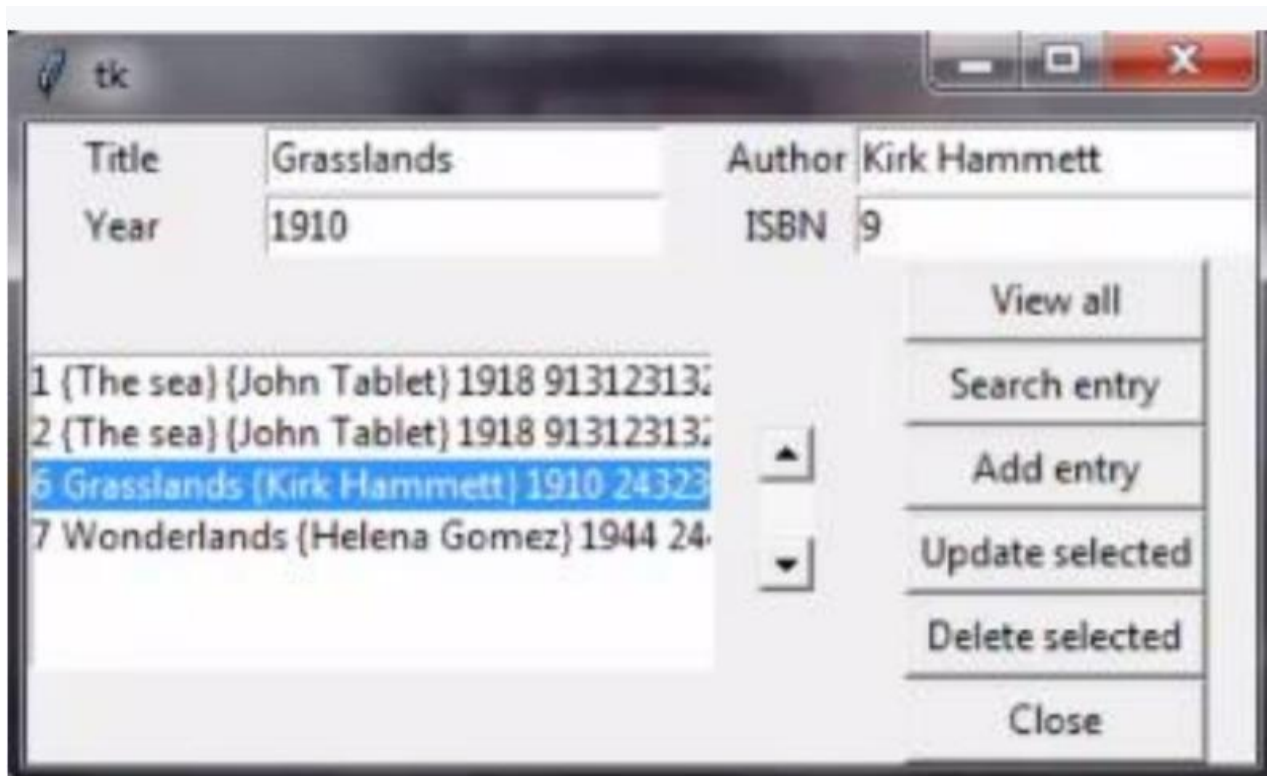 tk
Title Grasslands Author Kirk Hammett
Year 1910 ISBN 9
View all
1 {The sea} {John Tablet} 1918 913123132
Search entry
2 {The sea} {John Tablet} 1918 913123132
6 Grasslands {Kirk Hammett} 1910 24323
Add entry
7 Wonderlands {Helena Gomez} 1944 24
Update selected
Delete selected
Close